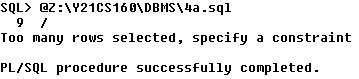 SQL> @Z:\Y21CS160\DBMS\4a.sql
  9  /
Too many rows selected, specify a constraint
PL/SQL procedure successfully completed.